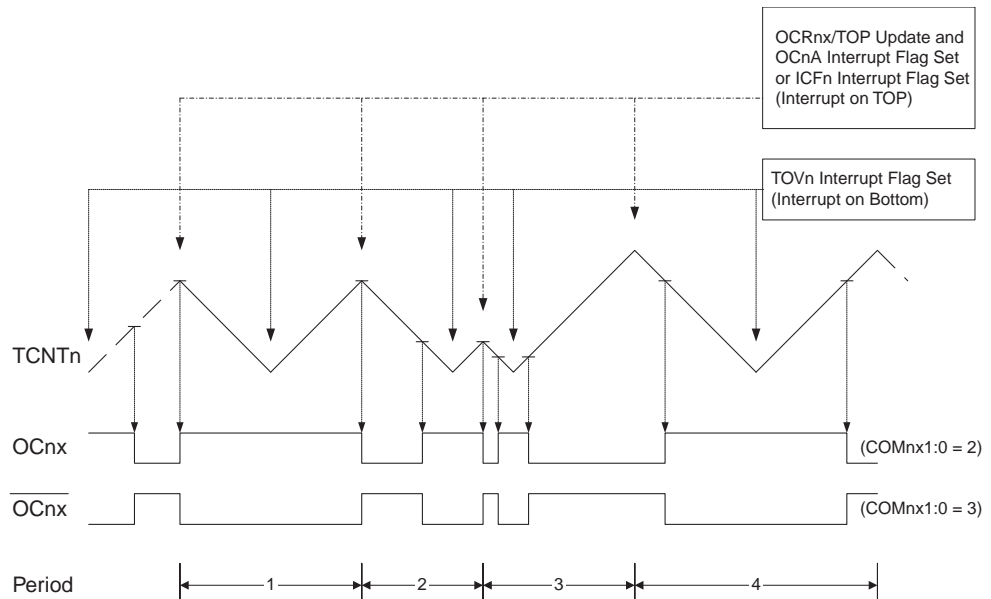 OCRnx/TOP Update and
OCnA Interrupt Flag Set
or ICFn Interrupt Flag Set
(Interrupt on TOP)
TOVn Interrupt Flag Set
(Interrupt on Bottom)
TCNTn
OCnx
(COMnx1:0 = 2)
OCnx
(COMnx1:0 = 3)
Period
1
2
3
4